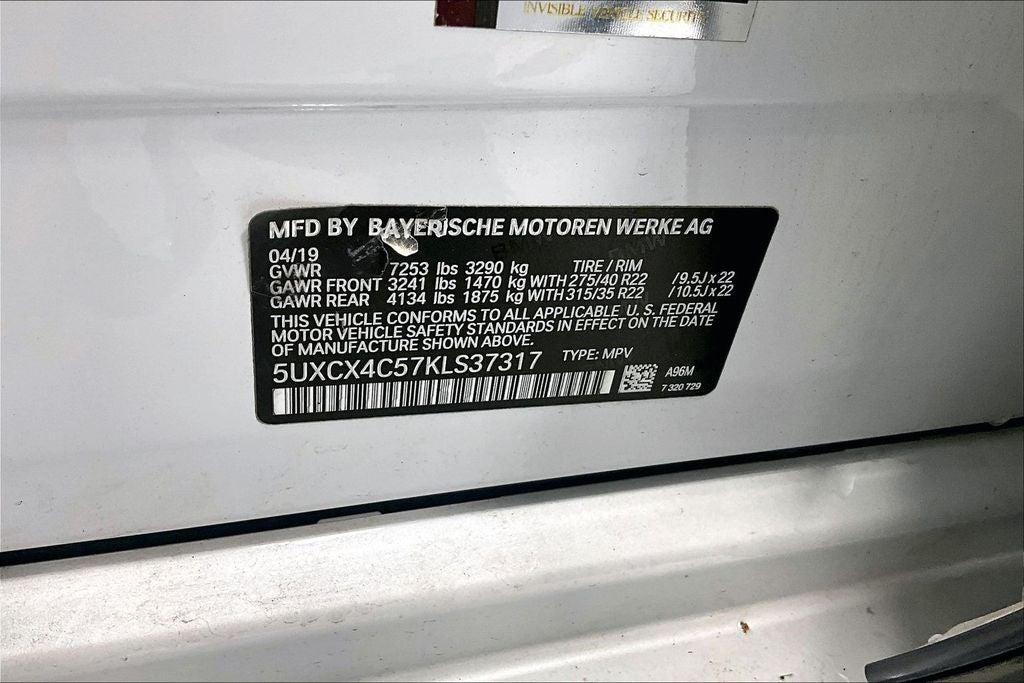 INVISIBLE VEHICLE SECURIT
MFD BY BAYERISCHE MOTOREN WERKE AG
04/19
GVWR 7253 lbs 3290 kg TIRE / RIM
GAWR FRONT 3241 lbs 1470 kg WITH 275/40 R22 /9.5J x 22
GAWR REAR 4134 lbs 1875 kg WITH 315/35 R22 /10.5J x 22
THIS VEHICLE CONFORMS TO ALL APPLICABLE U.S. FEDERAL
MOTOR VEHICLE SAFETY STANDARDS IN EFFECT ON THE DATE
OF MANUFACTURE SHOWN ABOVE.
5UXCX4C57KLS37317 TYPE: MPV
A96M
7 320 729